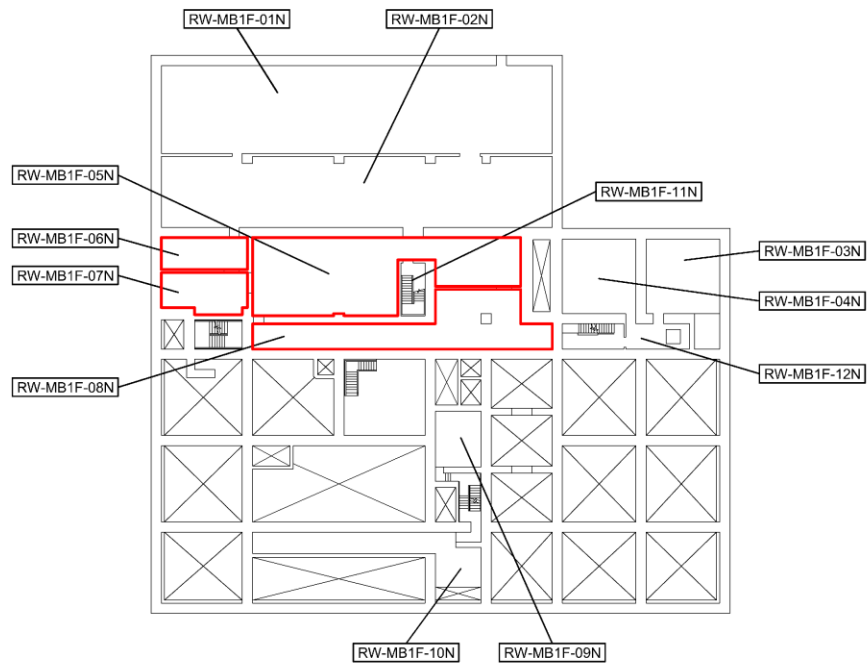 RW-MB1F-01N
RW-MB1F-02N
RW-MB1F-05N
RW-MB1F-11N
RW-MB1F-06N
RW-MB1F-03N
RW-MB1F-07N
RW-MB1F-04N
RW-MB1F-12N
RW-MB1F-08N
RW-MB1F-10N
RW-MB1F-09N